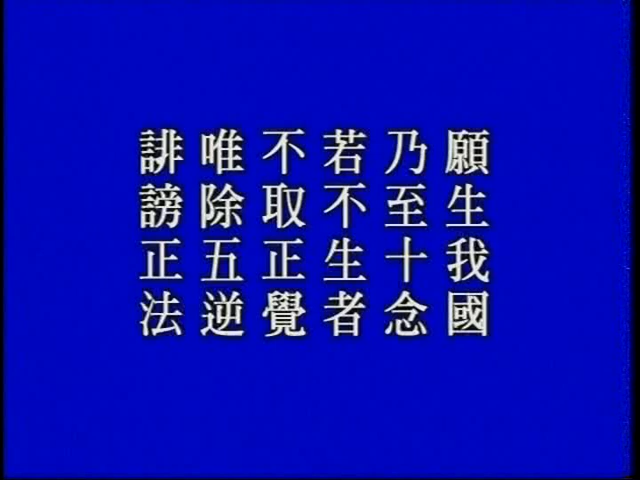 願生我國
乃至十念
若不生者
不取正覺
唯除五逆
誹謗正法